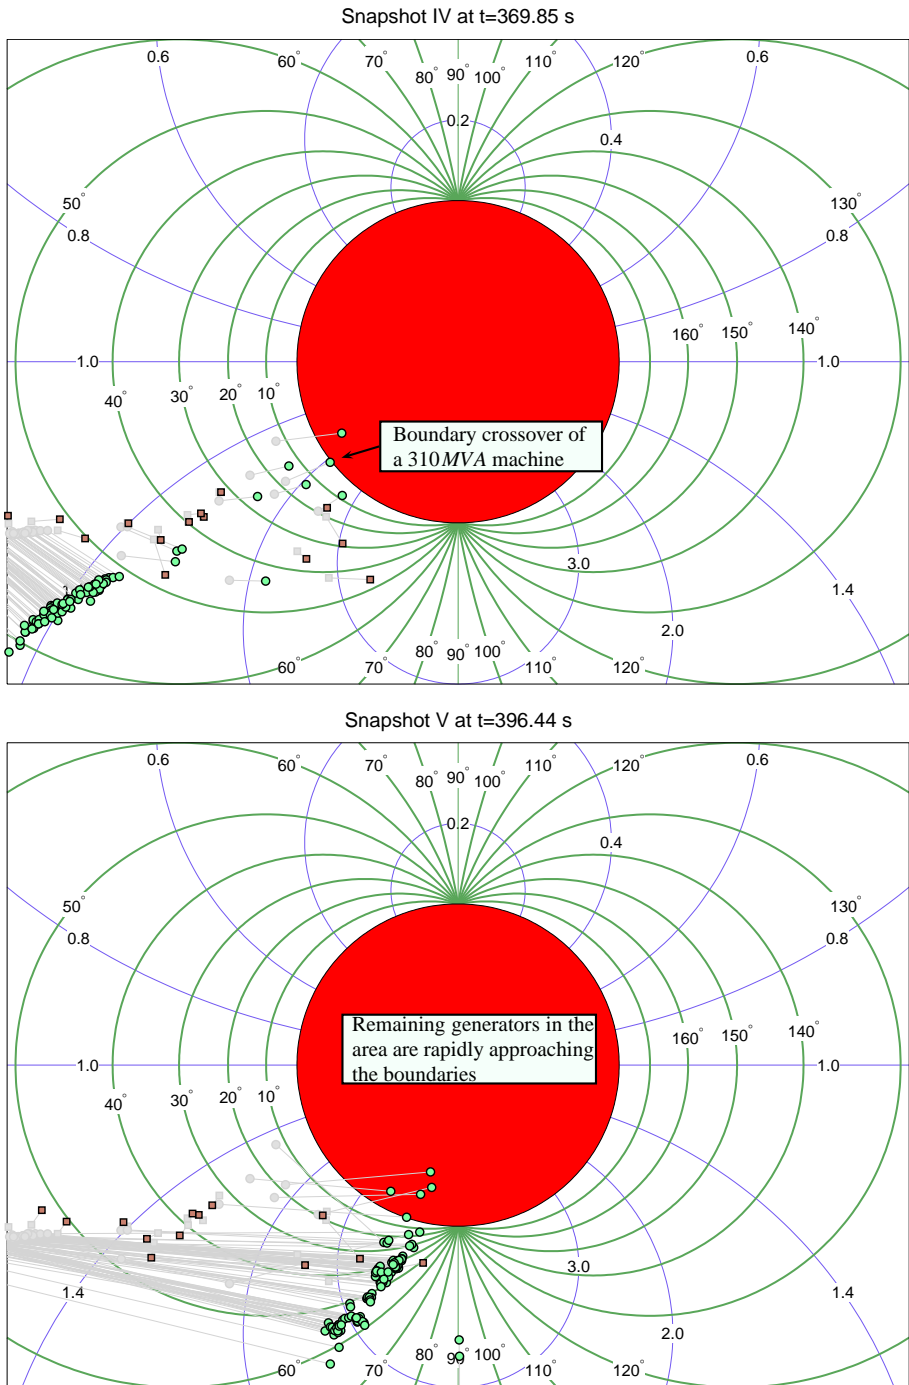 Snapshot IV at t=369.85 s
0.6 60° 70° 80° 90° 100° 110° 120° 0.6
0.2
0.4
50° 130°
0.8 0.8
1.0 160° 150° 140° 1.0
40° 30° 20° 10°
Boundary crossover of
a 310MVA machine
3.0
1.4
2.0
60° 70° 80° 90° 100° 110° 120°
Snapshot V at t=396.44 s
0.6 60° 70° 80° 90° 100° 110° 120° 0.6
0.2
0.4
50° 130°
0.8 0.8
Remaining generators in the
area are rapidly approaching
the boundaries
1.0 160° 150° 140° 1.0
40° 30° 20° 10°
3.0
1.4 1.4
2.0
60° 70° 80° 90° 100° 110° 120°